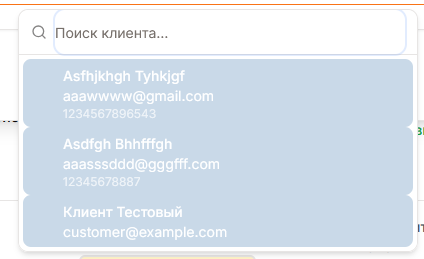 Поиск клиента...
Asfhjkhgh Tyhkjgf
aaawwww@gmail.com
1234567896543
Asdfgh Bhhfffgh
aaasssddd@gggfff.com
12345678887
Клиент Тестовый
customer@example.com